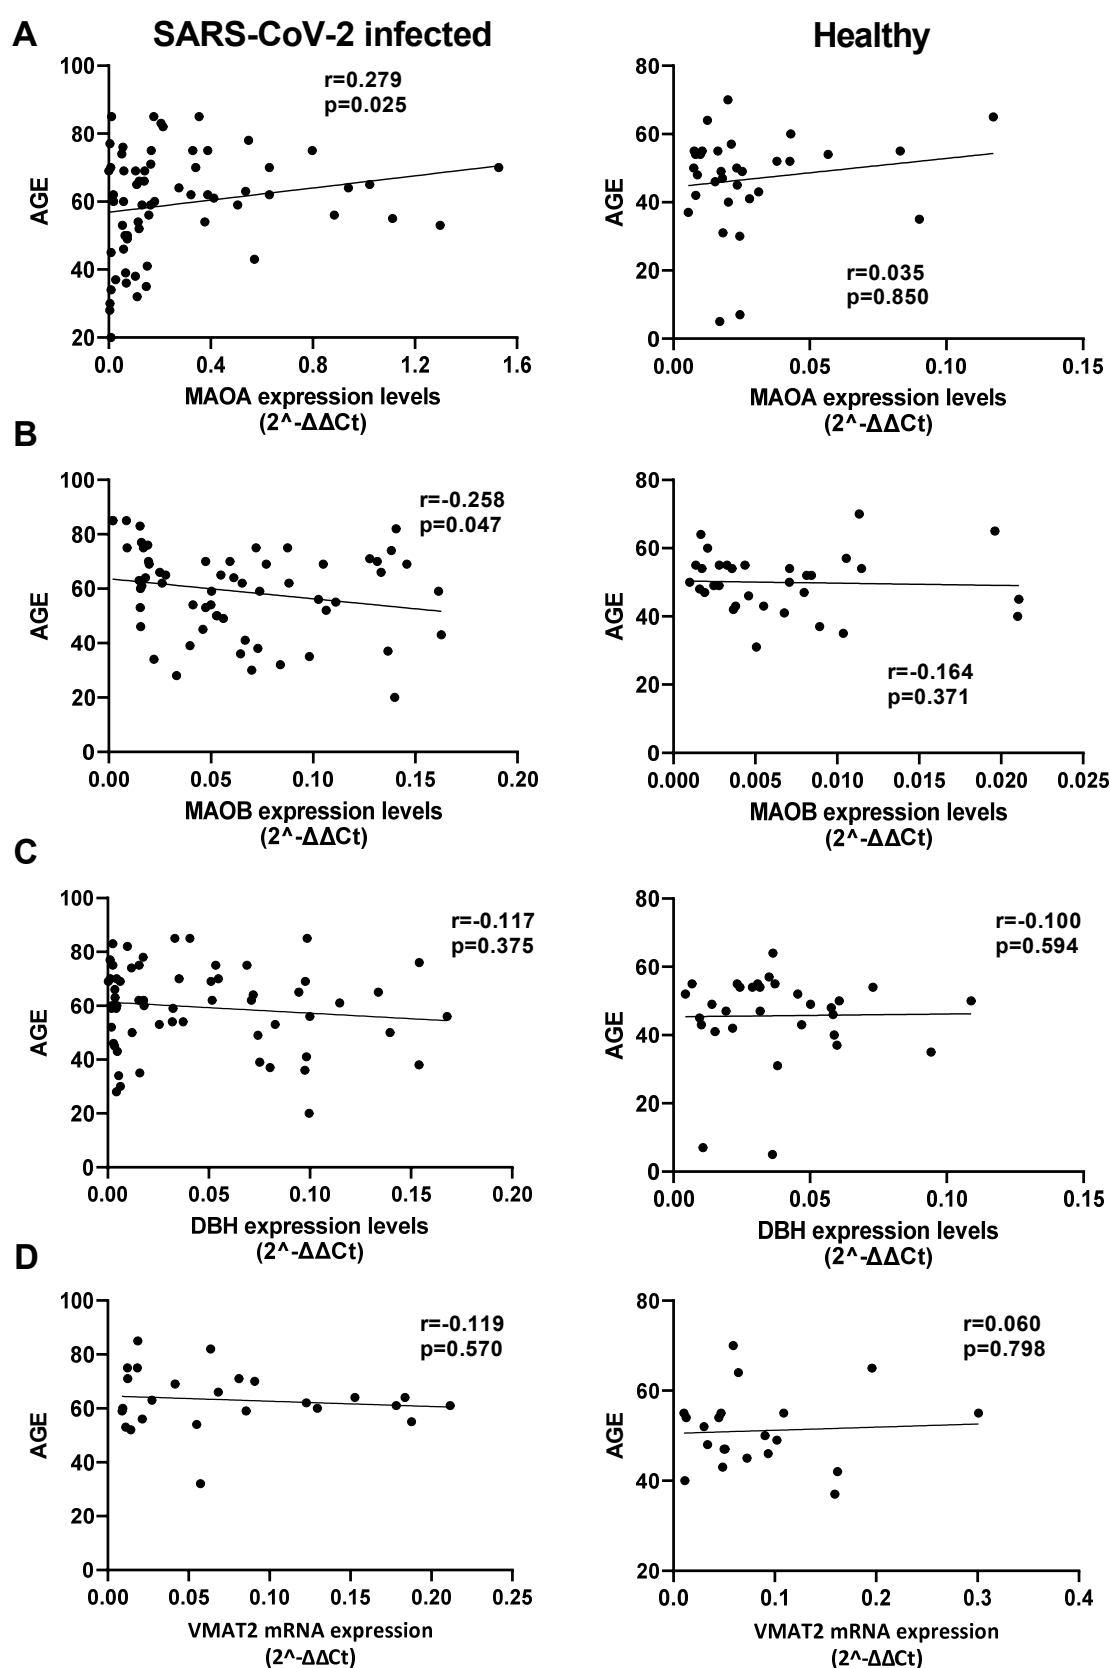 A
SARS-CoV-2 infected
Healthy
100
80
60
40
20
AGE
r=0.279
p=0.025
0.0
0.4
0.8
1.2
1.6
MAOA expression levels
(2^-ΔΔCt)
80
60
40
20
0
AGE
r=0.035
p=0.850
0.00
0.05
0.10
0.15
MAOA expression levels
(2^-ΔΔCt)
B
100
80
60
40
20
0
AGE
r=-0.258
p=0.047
0.00
0.05
0.10
0.15
0.20
MAOB expression levels
(2^-ΔΔCt)
80
60
40
20
0
AGE
r=-0.164
p=0.371
0.000
0.005
0.010
0.015
0.020
0.025
MAOB expression levels
(2^-ΔΔCt)
C
100
80
60
40
20
0
AGE
r=-0.117
p=0.375
0.00
0.05
0.10
0.15
0.20
DBH expression levels
(2^-ΔΔCt)
80
60
40
20
0
AGE
r=-0.100
p=0.594
0.00
0.05
0.10
0.15
DBH expression levels
(2^-ΔΔCt)
D
100
80
60
40
20
0
AGE
r=-0.119
p=0.570
0.00
0.05
0.10
0.15
0.20
0.25
VMAT2 mRNA expression
(2^-ΔΔCt)
80
60
40
20
AGE
r=0.060
p=0.798
0.0
0.1
0.2
0.3
0.4
VMAT2 mRNA expression
(2^-ΔΔCt)